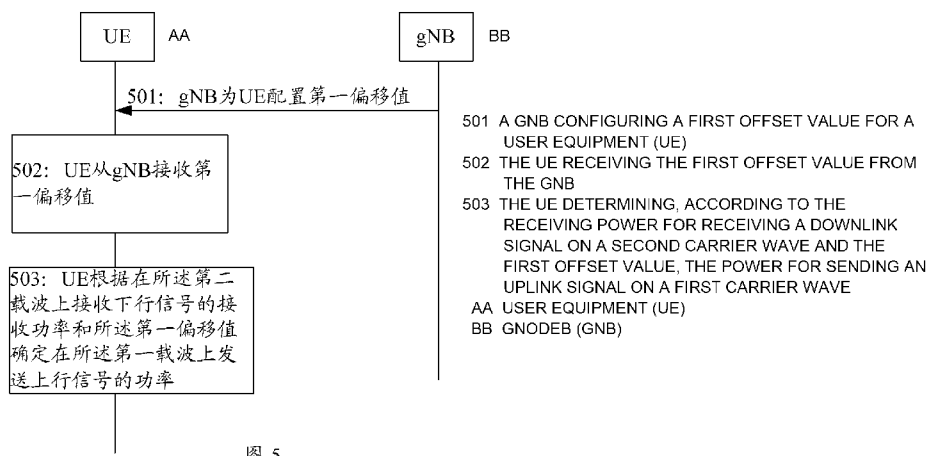 UE
AA
gNB
BB
501：gNB为UE配置第一偏移值
502：UE从gNB接收第
一偏移值
503：UE根据在所述第二
载波上接收下行信号的接
收功率和所述第一偏移值
确定在所述第一载波上发
送上行信号的功率
501 A GNB CONFIGURING A FIRST OFFSET VALUE FOR A
USER EQUIPMENT (UE)
502 THE UE RECEIVING THE FIRST OFFSET VALUE FROM
THE GNB
503 THE UE DETERMINING, ACCORDING TO THE
RECEIVING POWER FOR RECEIVING A DOWNLINK
SIGNAL ON A SECOND CARRIER WAVE AND THE
FIRST OFFSET VALUE, THE POWER FOR SENDING AN
UPLINK SIGNAL ON A FIRST CARRIER WAVE
AA USER EQUIPMENT (UE)
BB GNODEB (GNB)
图 5